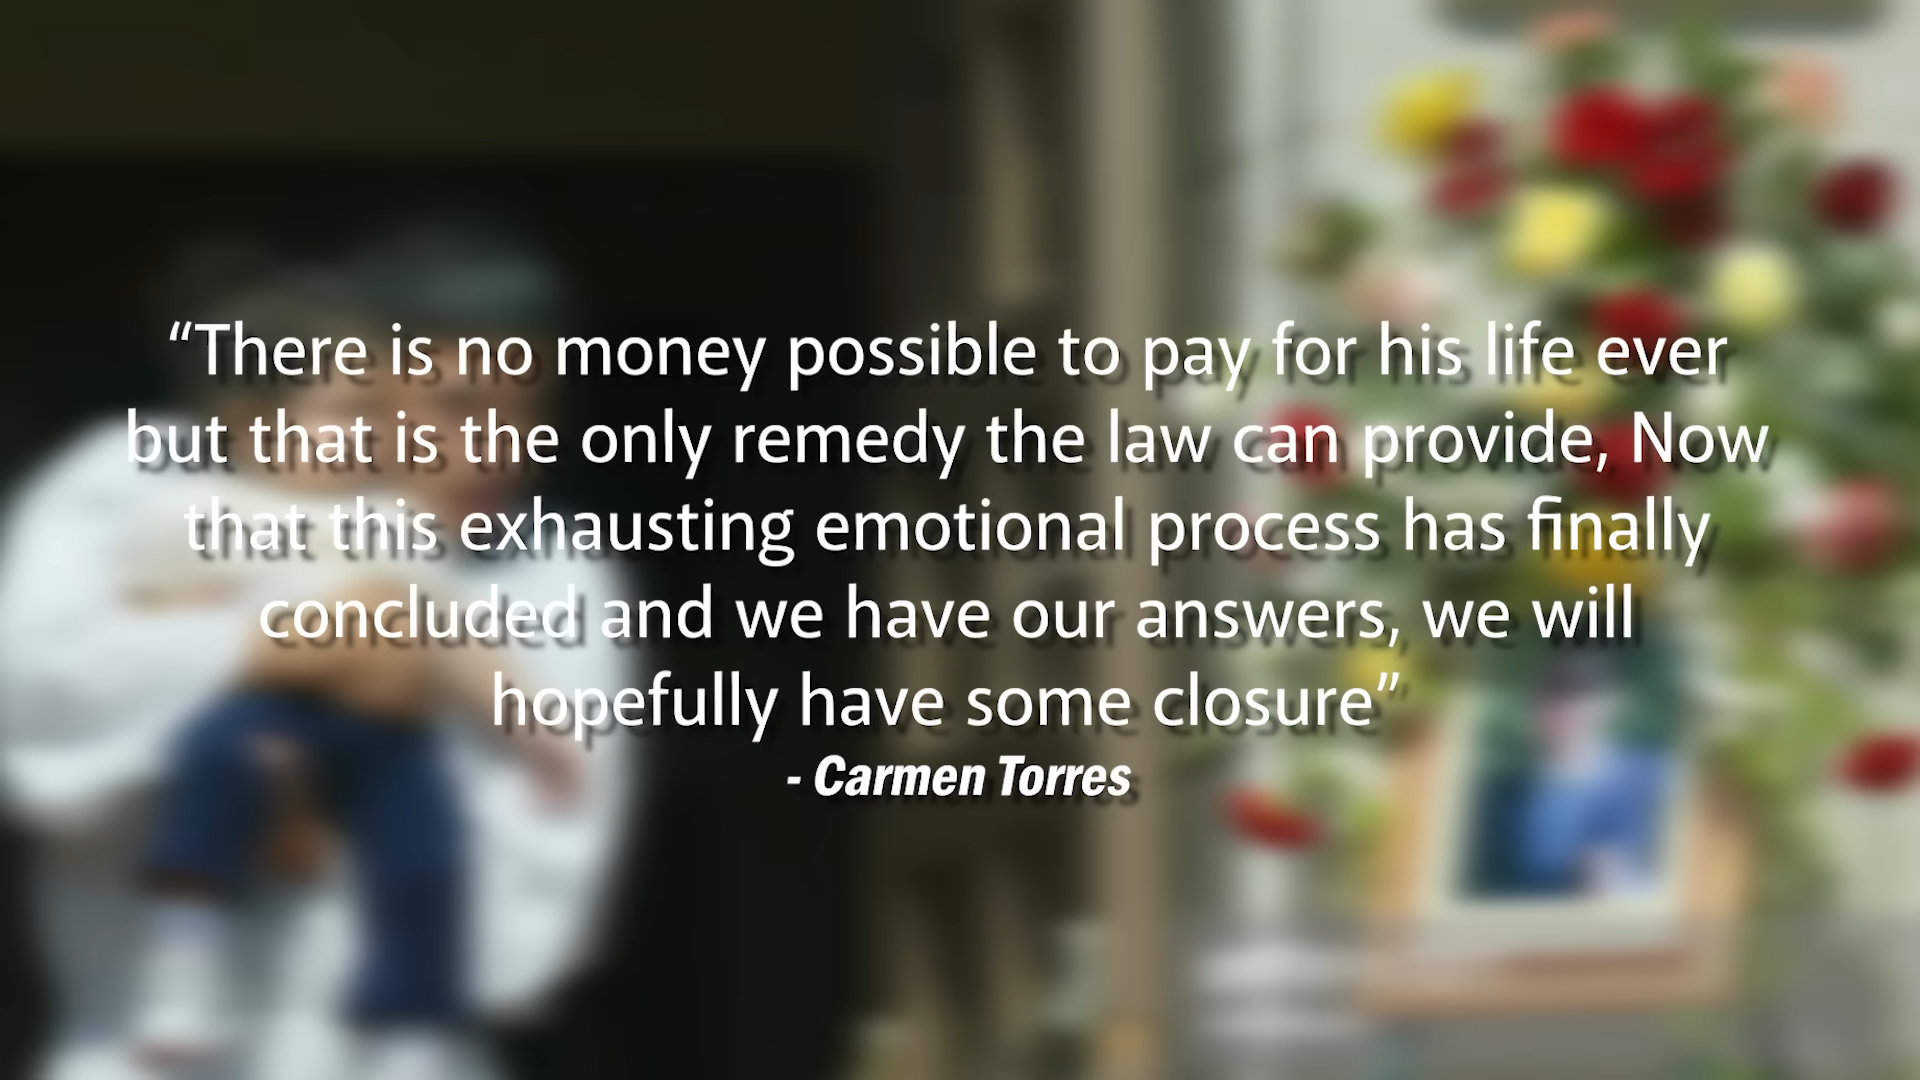 “There is no money possible to pay for his life ever
but that is the only remedy the law can provide, Now
that this exhausting emotional process has finally
concluded and we have our answers, we will
hopefully have some closure”
- Carmen Torres